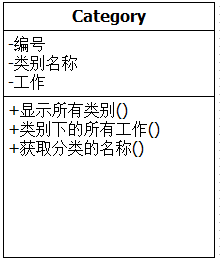 Category
-编号
-类别名称
-工作
+显示所有类别()
+类别下的所有工作()
+获取分类的名称()